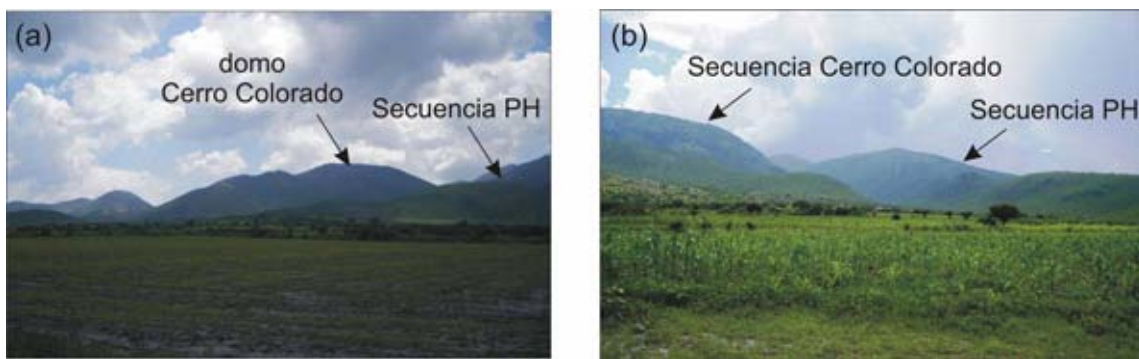 (a)
domo
Cerro Colorado
Secuencia PH
(b)
Secuencia Cerro Colorado
Secuencia PH